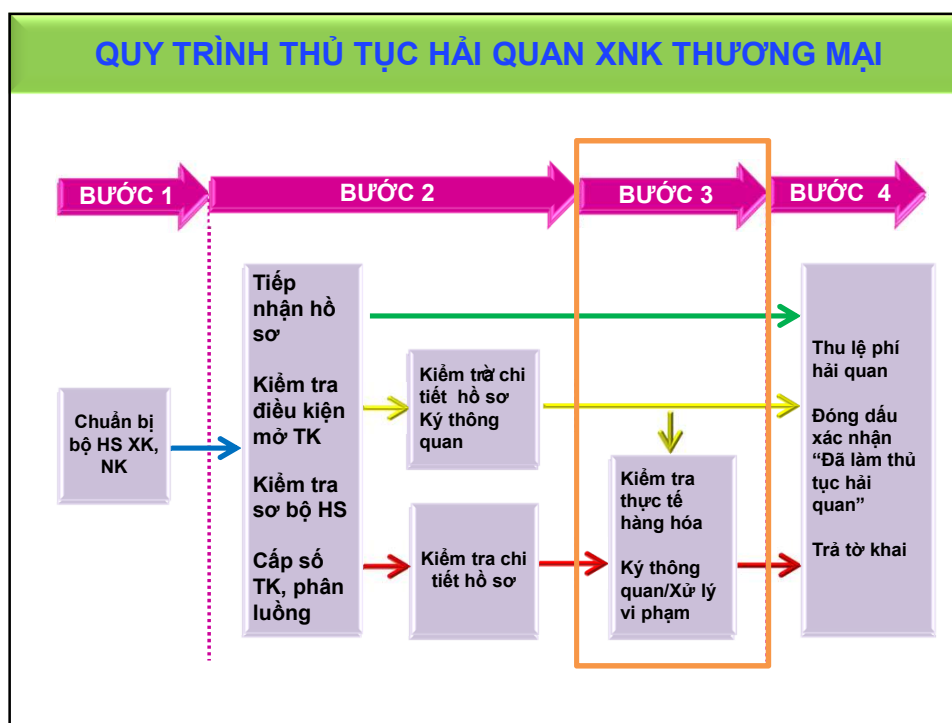 QUY TRÌNH THỦ TỤC HẢI QUAN XNK THƯƠNG MẠI
BƯỚC 1
BƯỚC 2
BƯỚC 3
BƯỚC 4
Chuẩn bị
bộ HS XK,
NK
Tiếp
nhận hồ
sơ
Kiểm tra
điều kiện
mở TK
Kiểm tra
sơ bộ HS
Cấp số
TK, phân
luồng
Kiểm tra chi
tiết hồ sơ
Ký thông
quan
Kiểm tra chi
tiết hồ sơ
Kiểm tra
thực tế
hàng hóa
Ký thông
quan/Xử lý
vi phạm
Thu lệ phí
hải quan
Đóng dấu
xác nhận
“Đã làm thủ
tục hải
quan”
Trả tờ khai